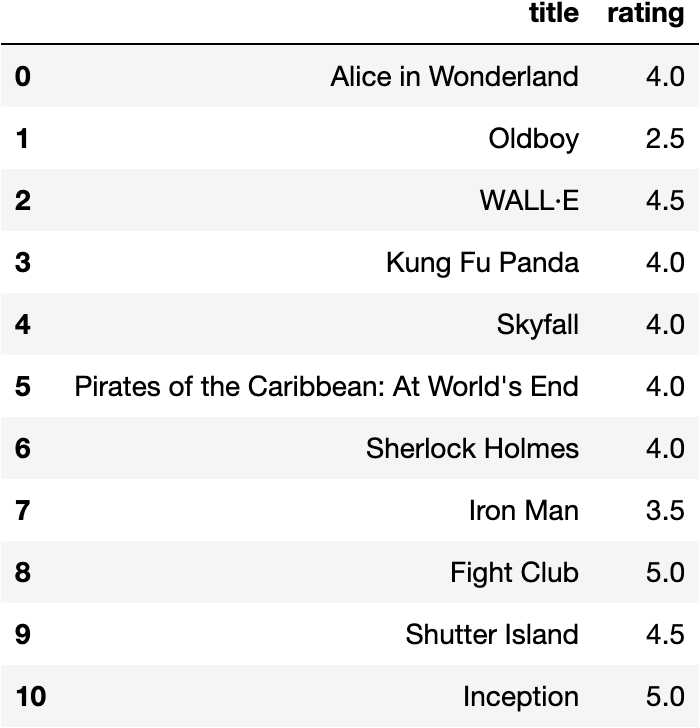 title rating
0 Alice in Wonderland 4.0
1 Oldboy 2.5
2 WALL·E 4.5
3 Kung Fu Panda 4.0
4 Skyfall 4.0
5 Pirates of the Caribbean: At World's End 4.0
6 Sherlock Holmes 4.0
7 Iron Man 3.5
8 Fight Club 5.0
9 Shutter Island 4.5
10 Inception 5.0